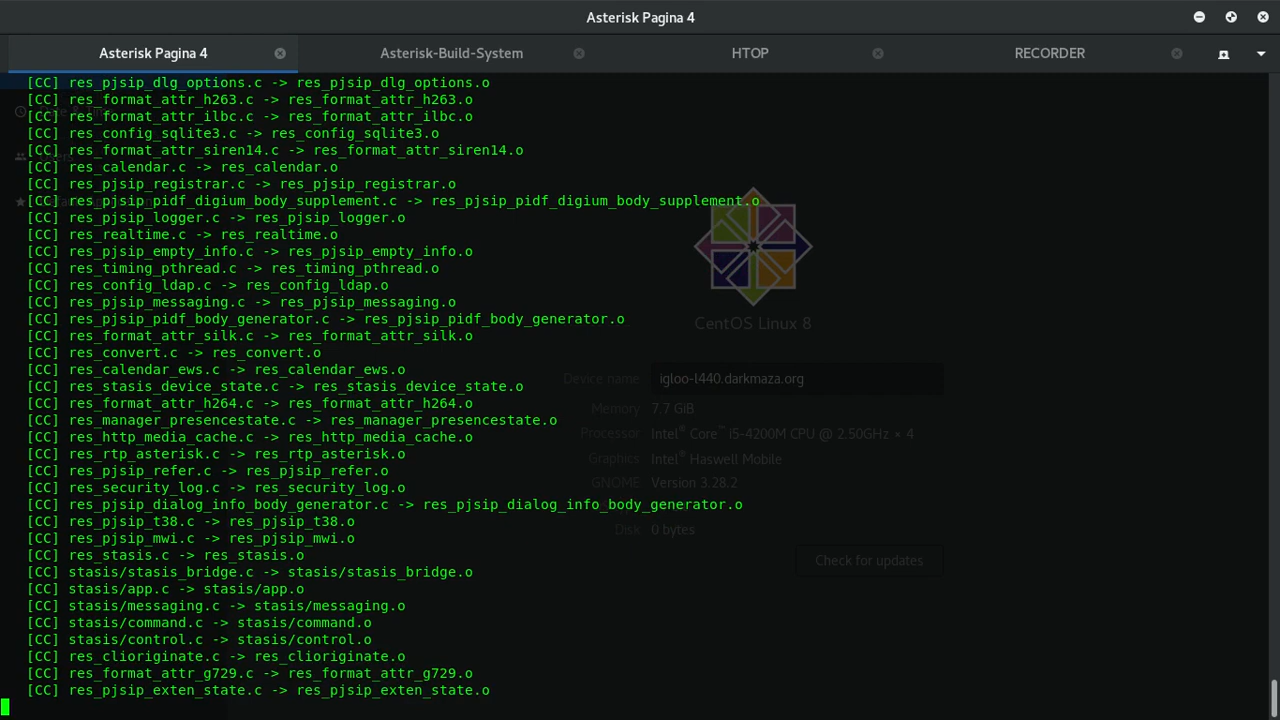 Asterisk Pagina 4
Asterisk Pagina 4
Asterisk-Build-System
HTOP
RECORDER
[CC] res_pjsip_dlg_options.c -> res_pjsip_dlg_options.o
[CC] res_format_attr_h263.c -> res_format_attr_h263.o
[CC] res_format_attr_ilbc.c -> res_format_attr_ilbc.o
[CC] res_config_sqlite3.c -> res_config_sqlite3.o
[CC] res_format_attr_siren14.c -> res_format_attr_siren14.o
[CC] res_calendar.c -> res_calendar.o
[CC] res_pjsip_registrar.c -> res_pjsip_registrar.o
[CC] res_pjsip_pidf_digium_body_supplement.c -> res_pjsip_pidf_digium_body_supplement.o
[CC] res_pjsip_logger.c -> res_pjsip_logger.o
[CC] res_realtime.c -> res_realtime.o
[CC] res_pjsip_empty_info.c -> res_pjsip_empty_info.o
[CC] res_timing_pthread.c -> res_timing_pthread.o
[CC] res_config_ldap.c -> res_config_ldap.o
[CC] res_pjsip_messaging.c -> res_pjsip_messaging.o
[CC] res_pjsip_pidf_body_generator.c -> res_pjsip_pidf_body_generator.o
[CC] res_format_attr_silk.c -> res_format_attr_silk.o
[CC] res_convert.c -> res_convert.o
[CC] res_calendar_ews.c -> res_calendar_ews.o
[CC] res_stasis_device_state.c -> res_stasis_device_state.o
[CC] res_format_attr_h264.c -> res_format_attr_h264.o
[CC] res_manager_presencestate.c -> res_manager_presencestate.o
[CC] res_http_media_cache.c -> res_http_media_cache.o
[CC] res_rtp_asterisk.c -> res_rtp_asterisk.o
[CC] res_pjsip_refer.c -> res_pjsip_refer.o
[CC] res_security_log.c -> res_security_log.o
[CC] res_pjsip_dialog_info_body_generator.c -> res_pjsip_dialog_info_body_generator.o
[CC] res_pjsip_t38.c -> res_pjsip_t38.o
[CC] res_pjsip_mwi.c -> res_pjsip_mwi.o
[CC] res_stasis.c -> res_stasis.o
[CC] stasis/stasis_bridge.c -> stasis/stasis_bridge.o
[CC] stasis/app.c -> stasis/app.o
[CC] stasis/messaging.c -> stasis/messaging.o
[CC] stasis/command.c -> stasis/command.o
[CC] stasis/control.c -> stasis/control.o
[CC] res_clioriginate.c -> res_clioriginate.o
[CC] res_format_attr_g729.c -> res_format_attr_g729.o
[CC] res_pjsip_exten_state.c -> res_pjsip_exten_state.o
CentOS Linux 8
Device name igloo-l440.darkmaza.org
Memory 7.7 GiB
Processor Intel® Core™ i5-4200M CPU @ 2.50GHz × 4
Graphics Intel® Haswell Mobile
GNOME Version 3.28.2
Disk 0 bytes
Check for updates